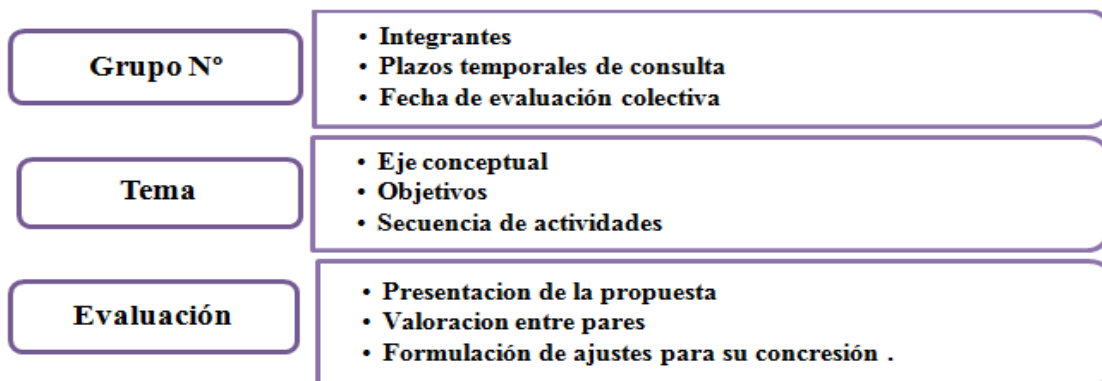 Grupo Nº
• Integrantes
• Plazos temporales de consulta
• Fecha de evaluación colectiva
Tema
• Eje conceptual
• Objetivos
• Secuencia de actividades
Evaluación
• Presentacion de la propuesta
• Valoracion entre pares
• Formulación de ajustes para su concresión .